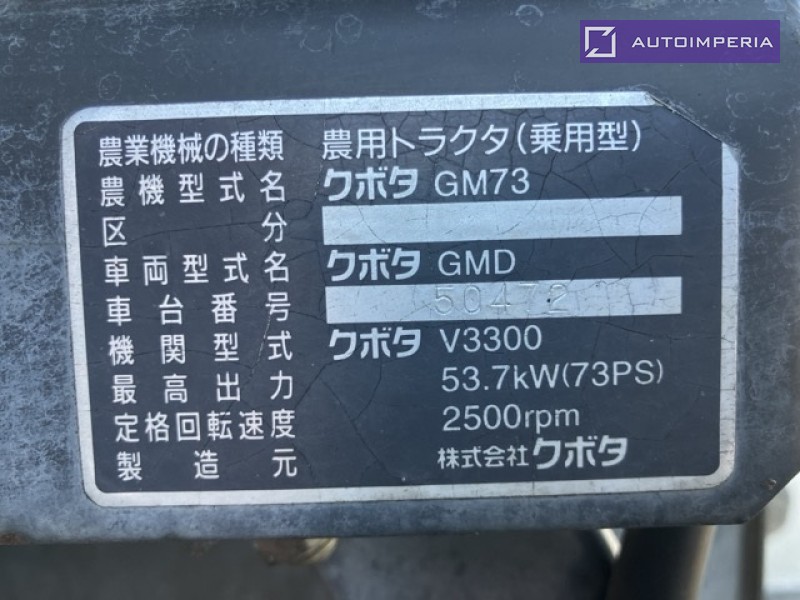 AUTOIMPERIA
農業機械の種類 農用トラクタ(乗用型)
農機型式名 クボタ GM73
区分
車両型式名 クボタ GMD
車台番号 50472
機関型式 クボタ V3300
最高出力 53.7kW(73PS)
定格回転速度 2500rpm
製造元 株式会社クボタ